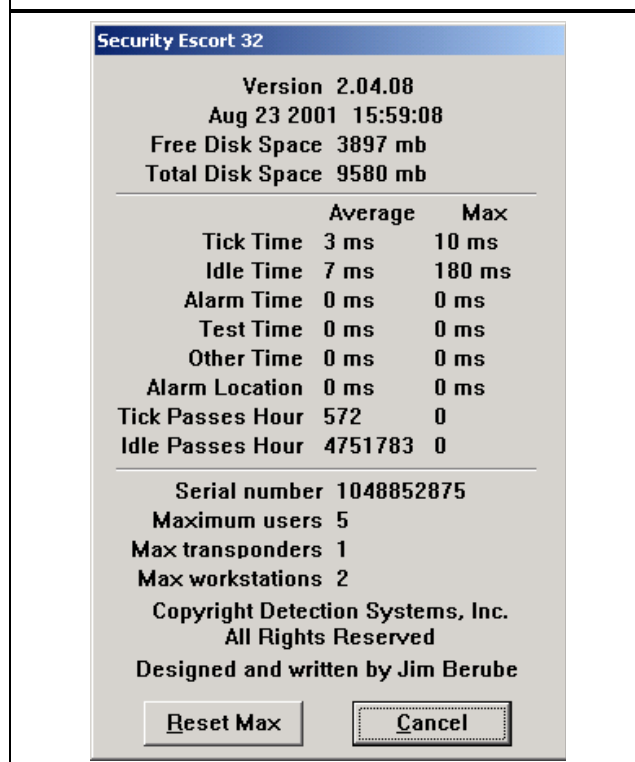 Security Escort 32
Version 2.04.08
Aug 23 2001 15:59:08
Free Disk Space 3897 mb
Total Disk Space 9580 mb
Average Max
Tick Time 3 ms 10 ms
Idle Time 7 ms 180 ms
Alarm Time 0 ms 0 ms
Test Time 0 ms 0 ms
Other Time 0 ms 0 ms
Alarm Location 0 ms 0 ms
Tick Passes Hour 572 0
Idle Passes Hour 4751783 0
Serial number 1048852875
Maximum users 5
Max transponders 1
Max workstations 2
Copyright Detection Systems, Inc.
All Rights Reserved
Designed and written by Jim Berube
Reset Max Cancel